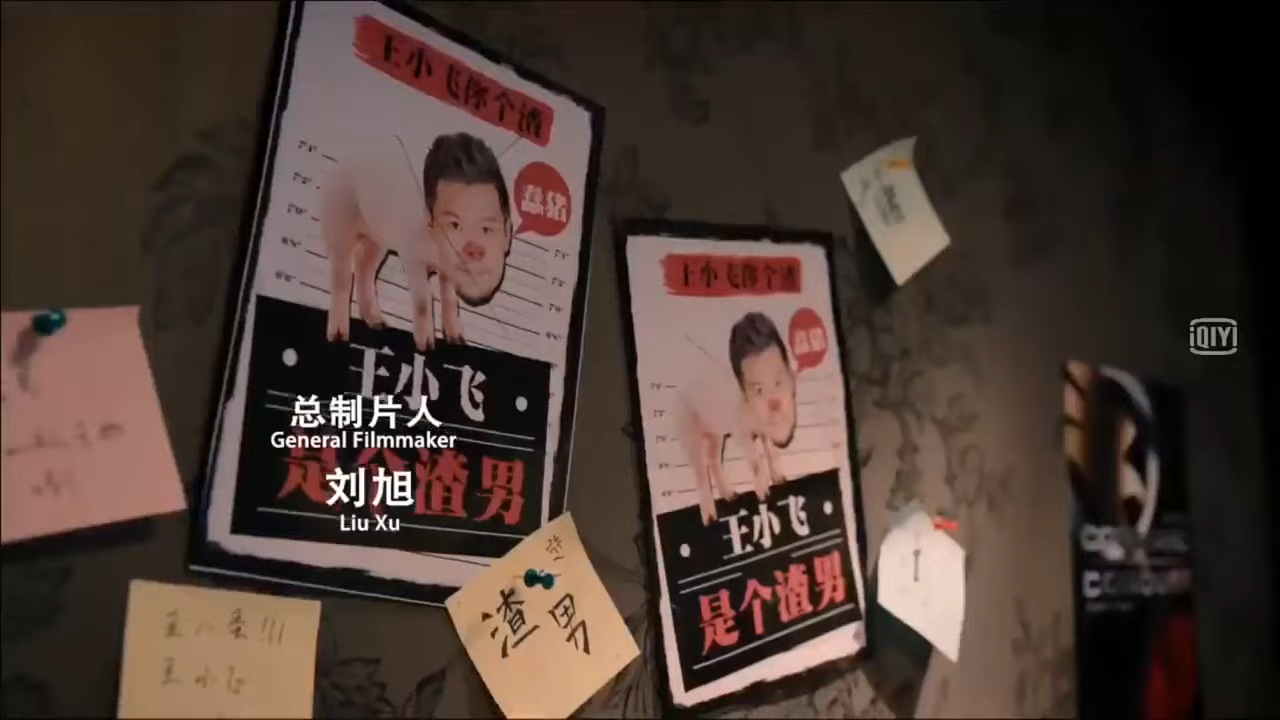 王小飞你个渣
蠢猪
王小飞
是个渣男
总制片人
General Filmmaker
刘旭
Liu Xu
王小飞你个渣
蠢猪
王小飞
是个渣男
渣男
王小飞
iQIYI